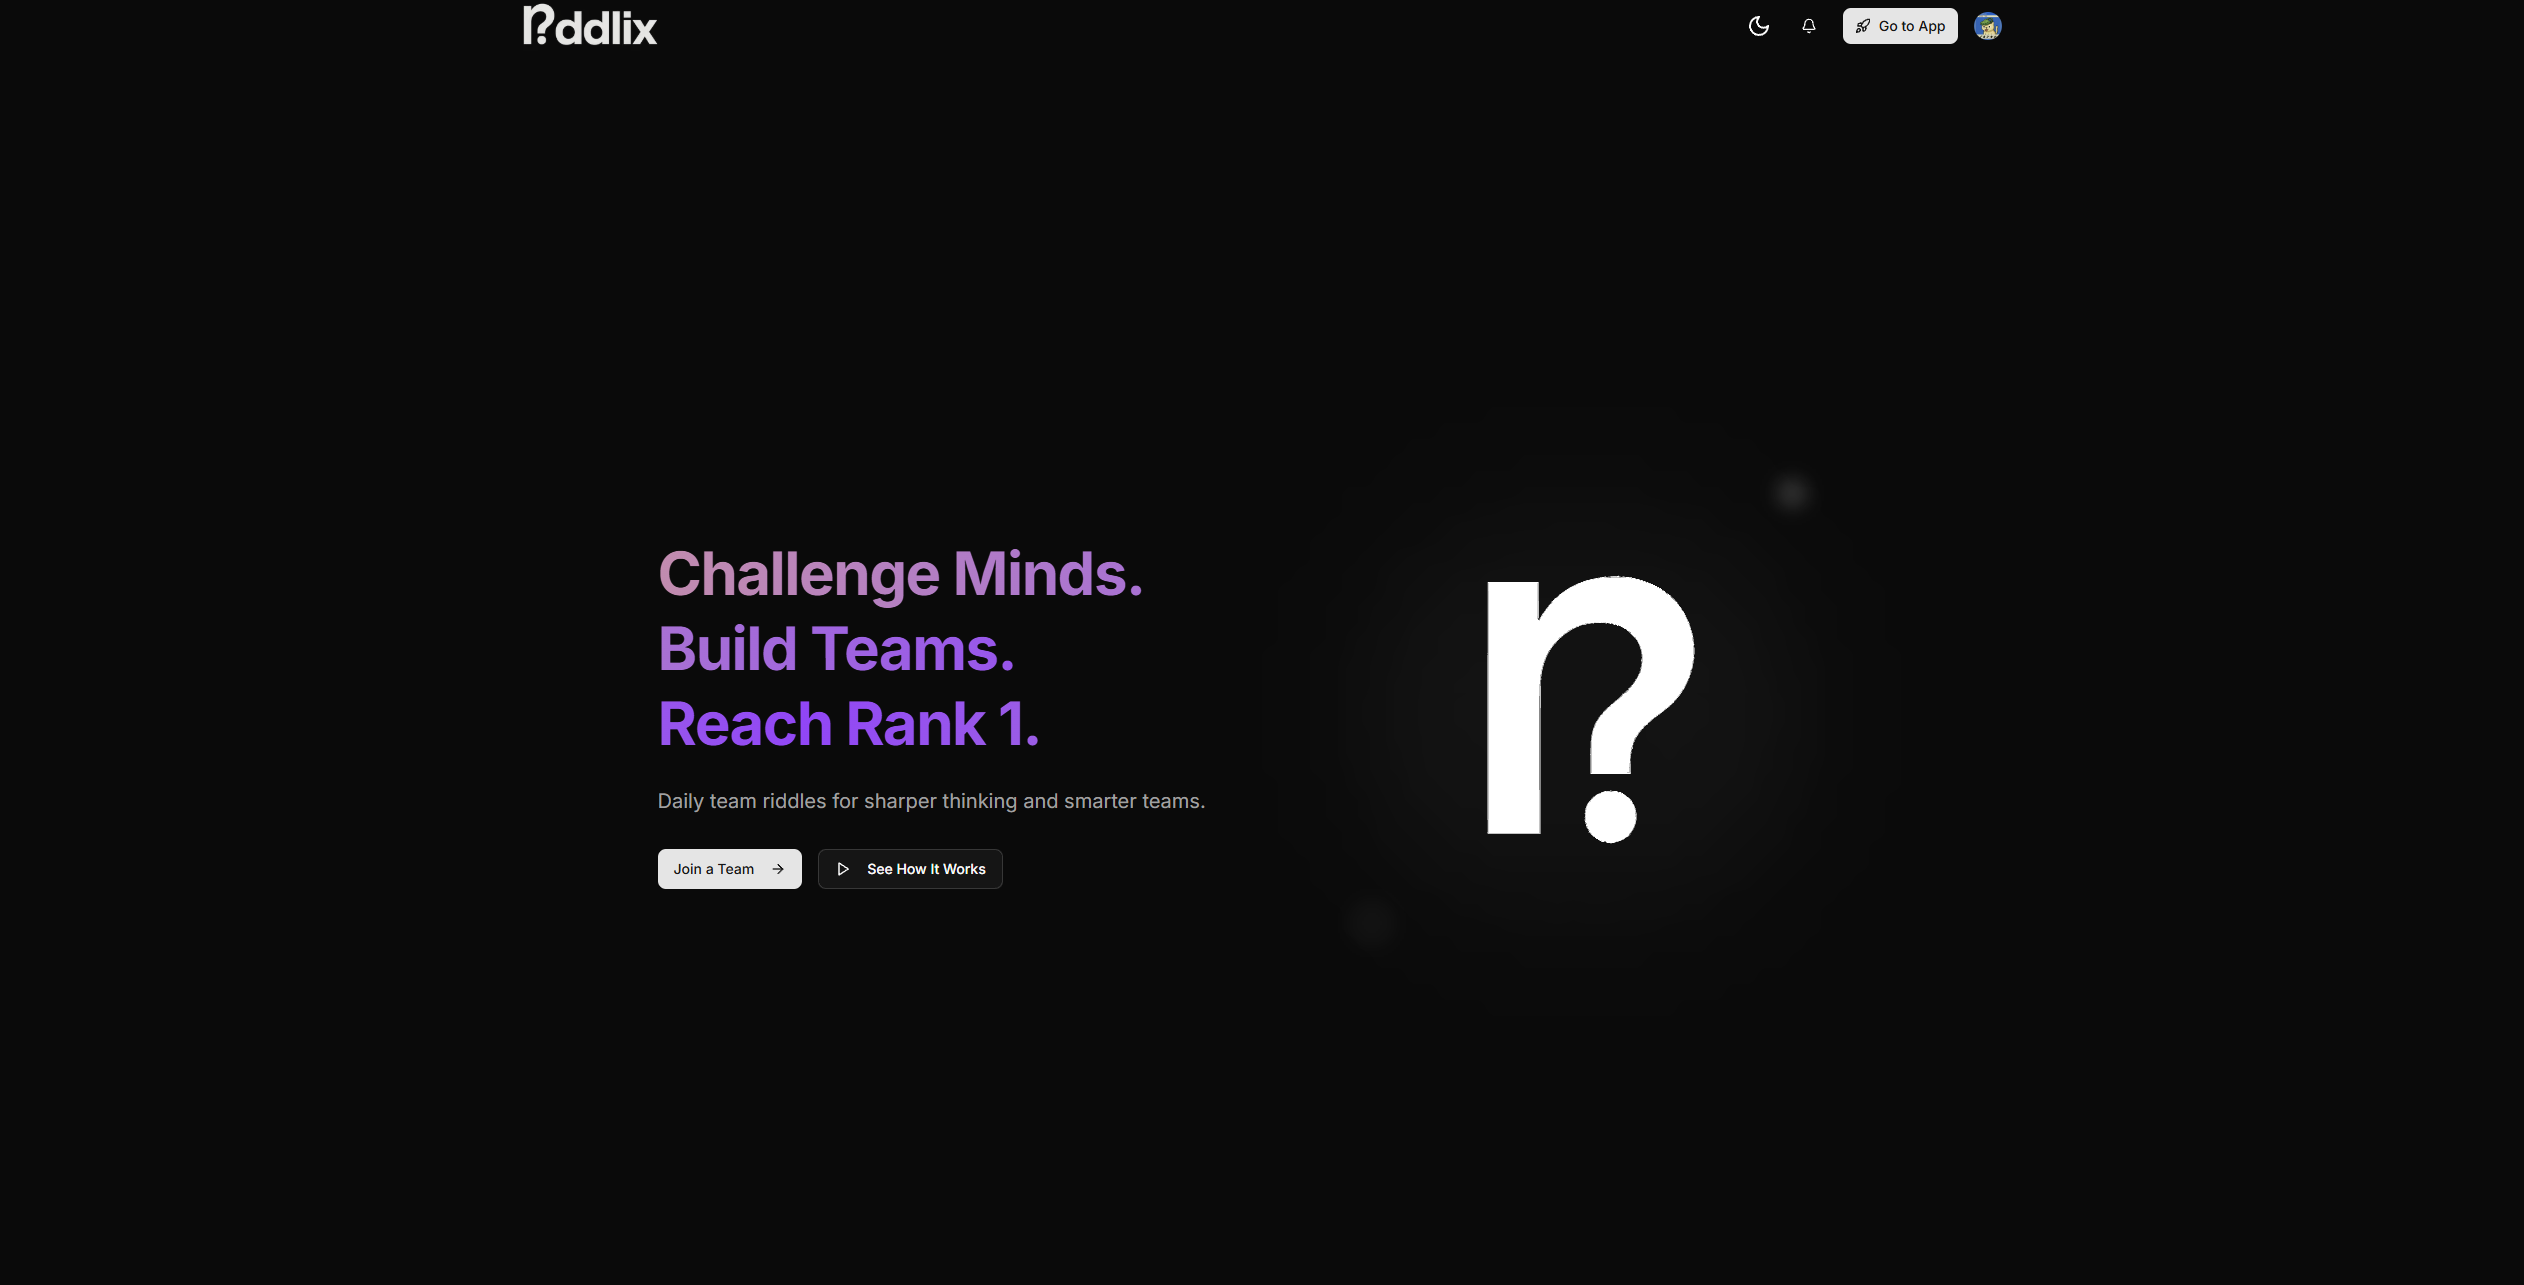 r?ddlix
Go to App
Challenge Minds.
Build Teams.
Reach Rank 1.
Daily team riddles for sharper thinking and smarter teams.
Join a Team
See How It Works
r?